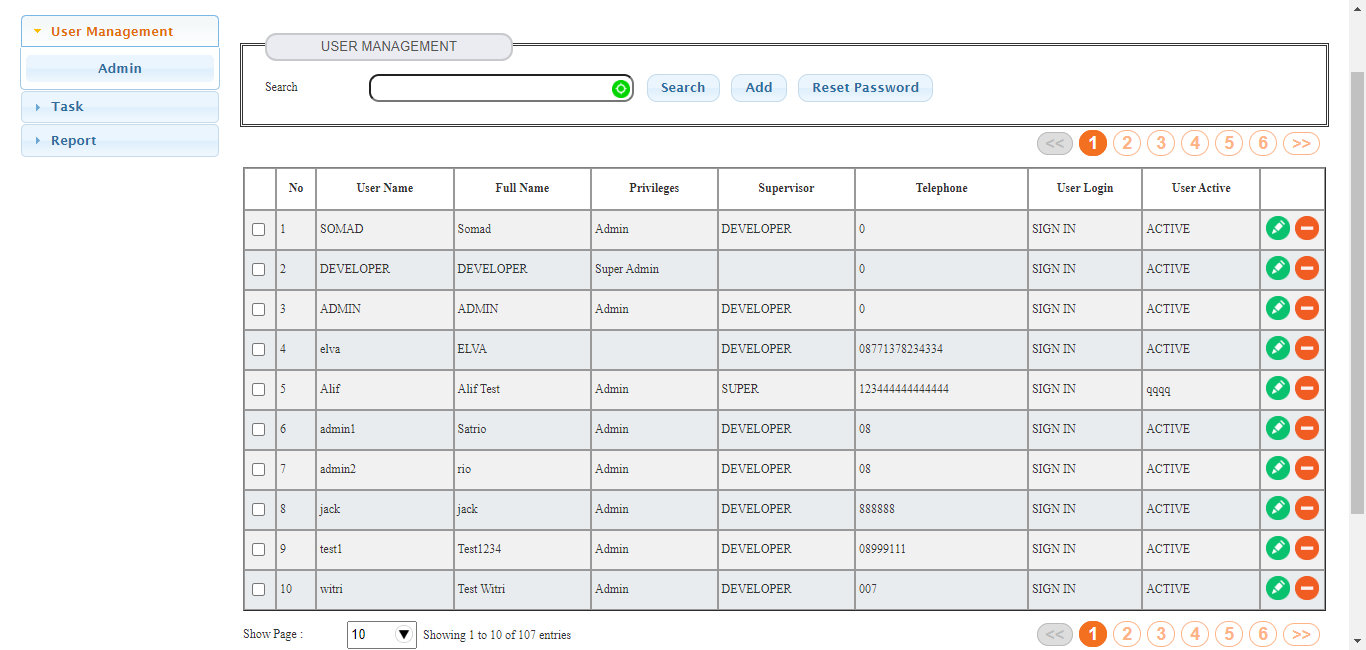 User Management
Admin
Task
Report
USER MANAGEMENT
Search Search Add Reset Password
<< 1 2 3 4 5 6 >>
No User Name Full Name Privileges Supervisor Telephone User Login User Active
1 SOMAD Somad Admin DEVELOPER 0 SIGN IN ACTIVE
2 DEVELOPER DEVELOPER Super Admin 0 SIGN IN ACTIVE
3 ADMIN ADMIN Admin DEVELOPER 0 SIGN IN ACTIVE
4 elva ELVA DEVELOPER 08771378234334 SIGN IN ACTIVE
5 Alif Alif Test Admin SUPER 123444444444444 SIGN IN qqqq
6 admin1 Satrio Admin DEVELOPER 08 SIGN IN ACTIVE
7 admin2 rio Admin DEVELOPER 08 SIGN IN ACTIVE
8 jack jack Admin DEVELOPER 888888 SIGN IN ACTIVE
9 test1 Test1234 Admin DEVELOPER 08999111 SIGN IN ACTIVE
10 witri Test Witri Admin DEVELOPER 007 SIGN IN ACTIVE
Show Page : 10 Showing 1 to 10 of 107 entries << 1 2 3 4 5 6 >>